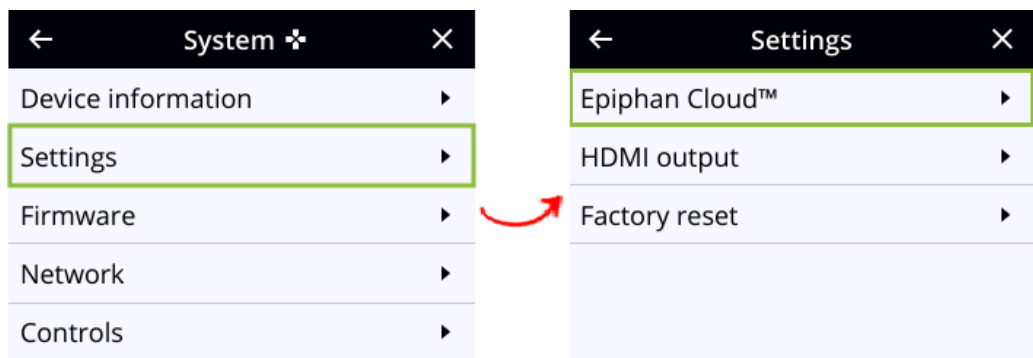 System
Device information
Settings
Firmware
Network
Controls
Settings
Epiphan Cloud™
HDMI output
Factory reset